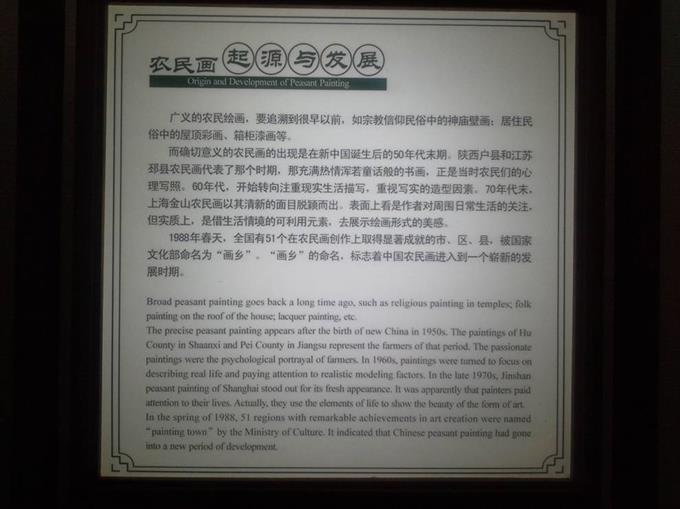 农民画起源与发展
Origin and Development of Peasant Painting
广义的农民绘画，要追溯到很早以前，如宗教信仰民俗中的神庙壁画；居住民
俗中的屋顶彩画、箱柜漆画等。
而确切意义的农民画的出现是在新中国诞生后的50年代末期。陕西户县和江苏
邳县农民画代表了那个时期，那充满热情浑若童话般的书画，正是当时农民们的心
理写照。60年代，开始转向注重现实生活描写，重视写实的造型因素。70年代末，
上海金山农民画以其清新的面目脱颖而出。表面上看是作者对周围日常生活的关注，
但实质上，是借生活情境的可利用元素，去展示绘画形式的美感。
1988年春天，全国有51个在农民画创作上取得显著成就的市、区、县，被国家
文化部命名为“画乡”。“画乡”的命名，标志着中国农民画进入到一个崭新的发
展时期。
Broad peasant painting goes back a long time ago, such as religious painting in temples; folk
painting on the roof of the house; lacquer painting, etc.
The precise peasant painting appears after the birth of new China in 1950s. The paintings of Hu
County in Shaanxi and Pei County in Jiangsu represent the farmers of that period. The passionate
paintings were the psychological portrayal of farmers. In 1960s, paintings were turned to focus on
describing real life and paying attention to realistic modeling factors. In the late 1970s, Jinshan
peasant painting of Shanghai stood out for its fresh appearance. It was apparently that painters paid
attention to their lives. Actually, they use the elements of life to show the beauty of the form of art.
In the spring of 1988, 51 regions with remarkable achievements in art creation were named
“painting town” by the Ministry of Culture. It indicated that Chinese peasant painting had gone
into a new period of development.